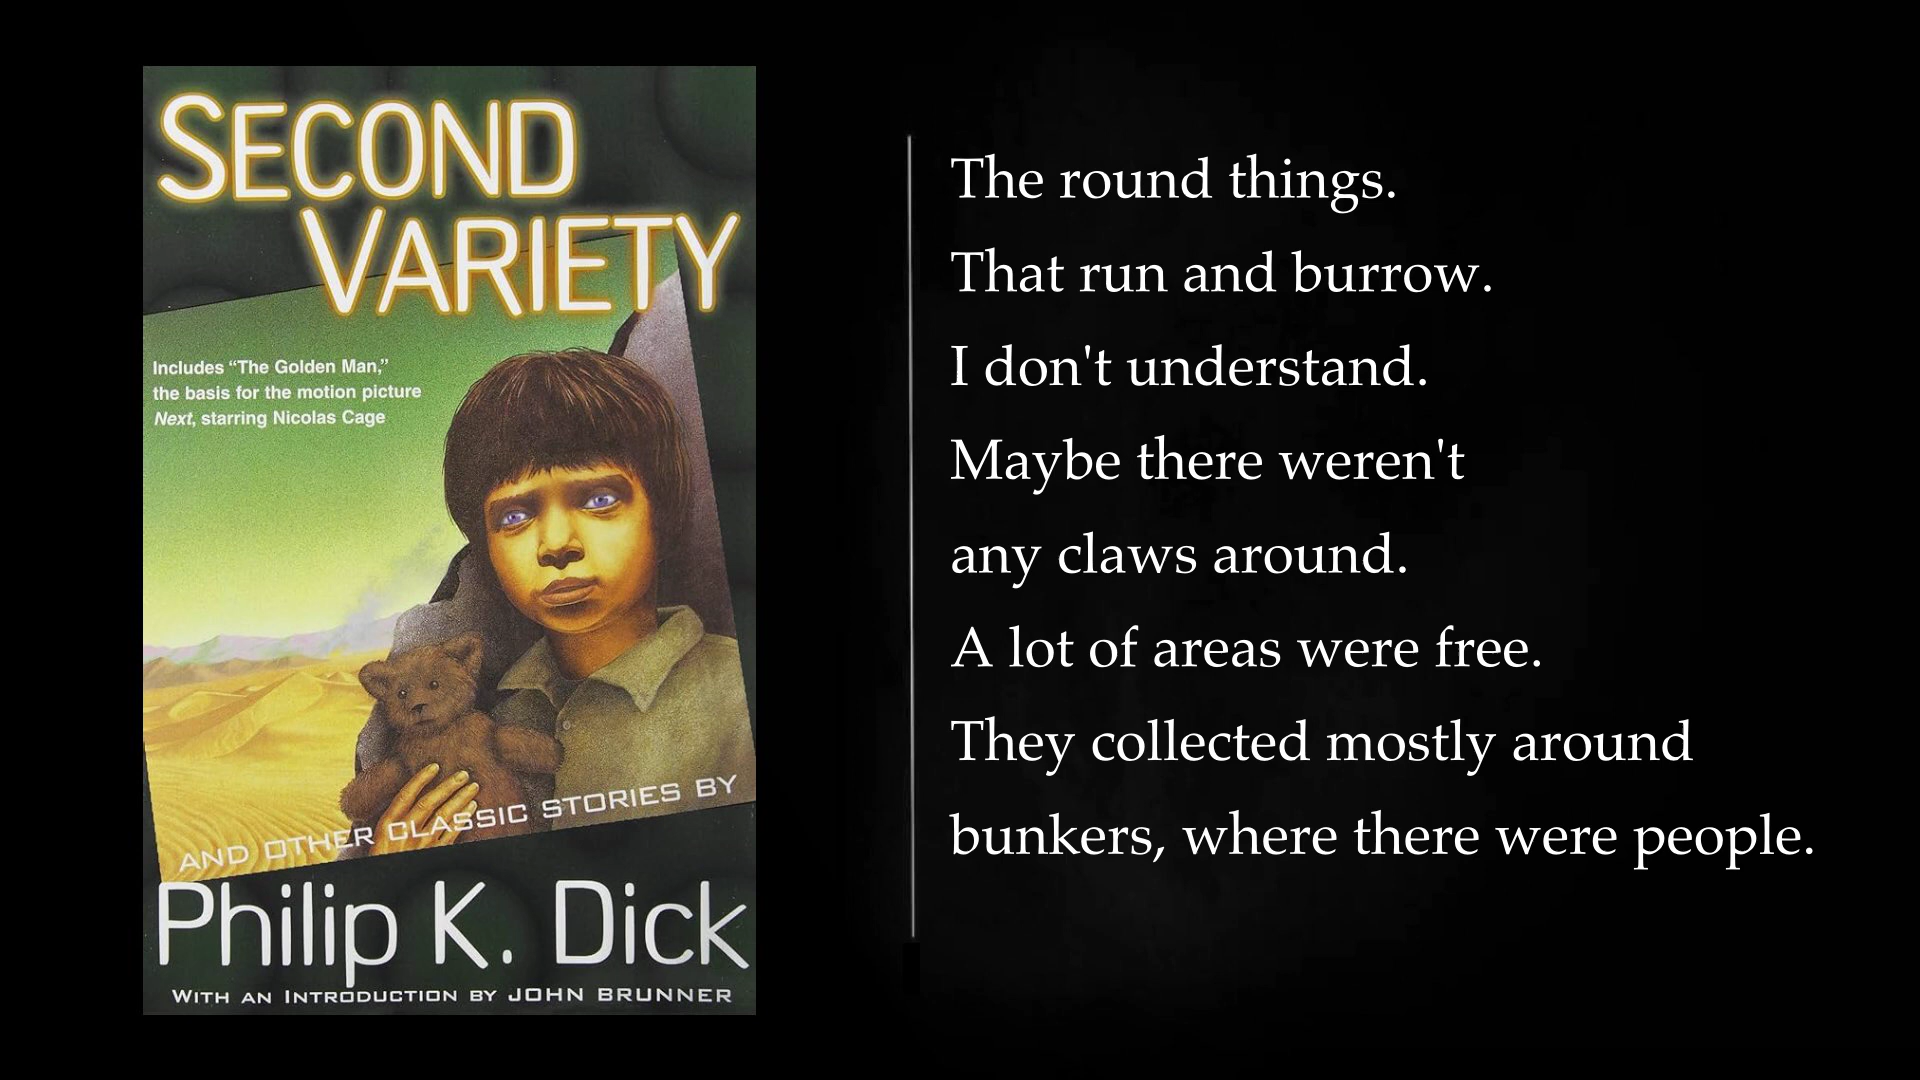 SECOND
VARIETY
Includes “The Golden Man,”
the basis for the motion picture
Next, starring Nicolas Cage
AND OTHER CLASSIC STORIES BY
Philip K. Dick
WITH AN INTRODUCTION BY JOHN BRUNNER
The round things.
That run and burrow.
I don't understand.
Maybe there weren't
any claws around.
A lot of areas were free.
They collected mostly around
bunkers, where there were people.